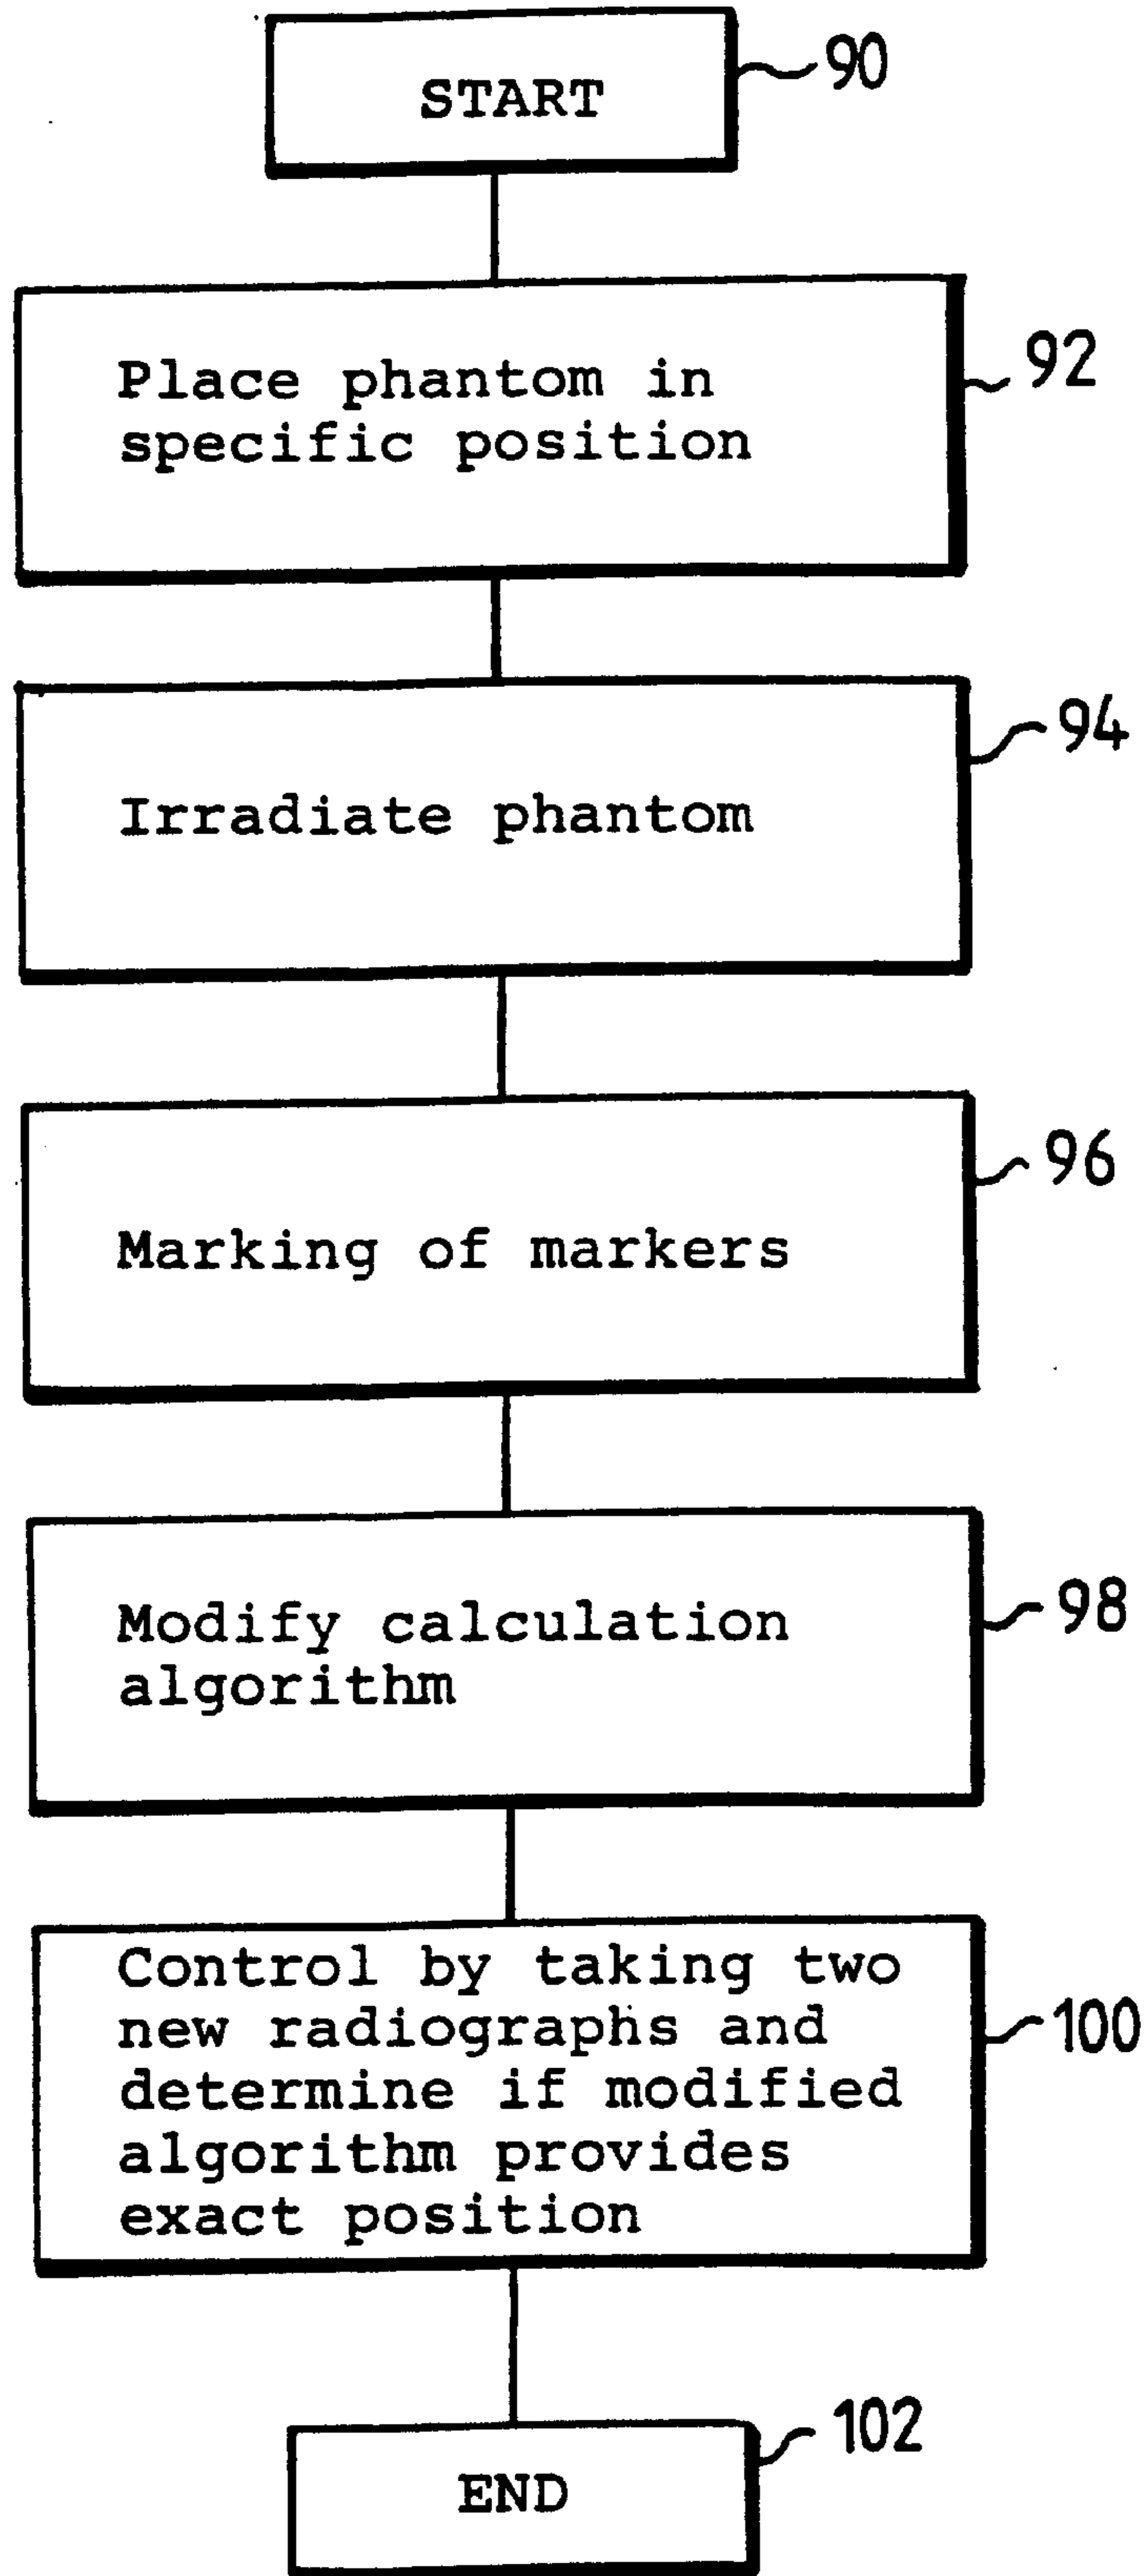 START
90
Place phantom in
specific position
92
Irradiate phantom
94
Marking of markers
96
Modify calculation
algorithm
98
Control by taking two
new radiographs and
determine if modified
algorithm provides
exact position
100
END
102